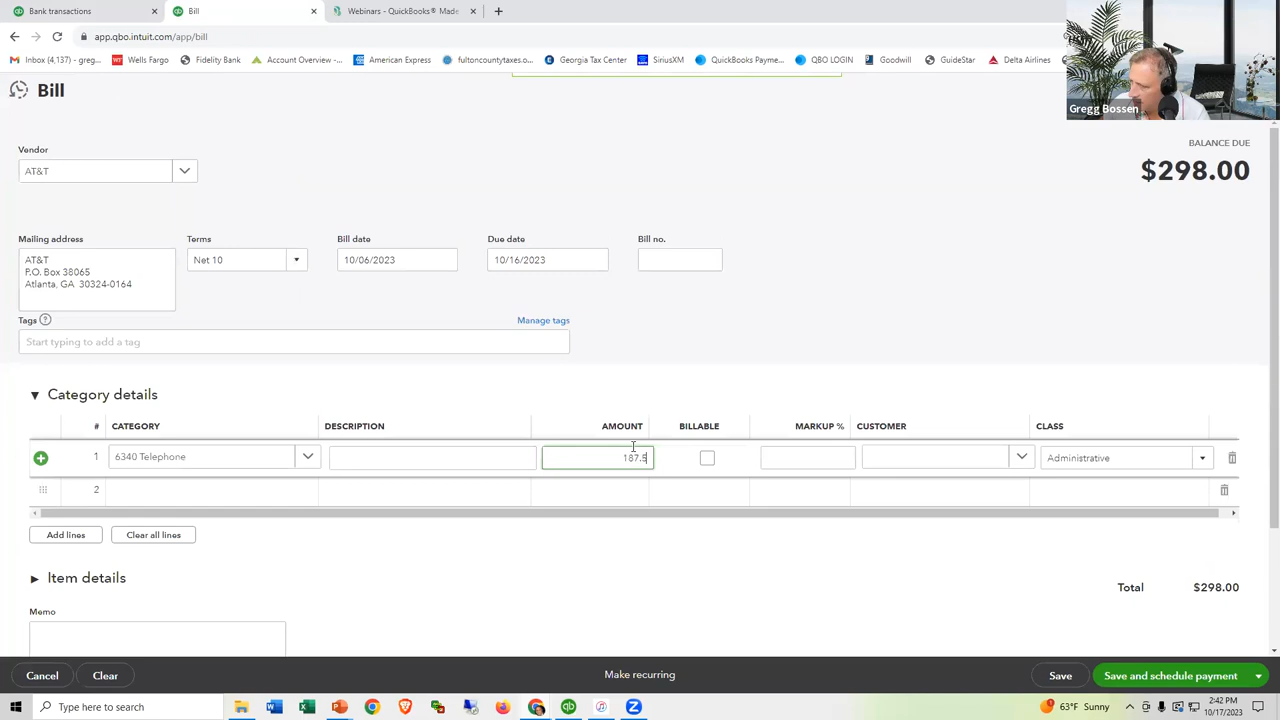 Bank transactions
Bill
Webinars - QuickBooks® Made
app.qbo.intuit.com/app/bill
Inbox (4,137) - greg...
Wells Fargo
Fidelity Bank
Account Overview -...
American Express
fultoncountytaxes.o...
Georgia Tax Center
SiriusXM
QuickBooks Payme...
QBO LOGIN
Goodwill
GuideStar
Delta Airlines
Gregg Bossen
Bill
Vendor
AT&T
BALANCE DUE
$298.00
Mailing address
Terms
Bill date
Due date
Bill no.
AT&T
P.O. Box 38065
Atlanta, GA 30324-0164
Net 10
10/06/2023
10/16/2023
Tags
Manage tags
Start typing to add a tag
Category details
# CATEGORY DESCRIPTION AMOUNT BILLABLE MARKUP % CUSTOMER CLASS
1 6340 Telephone 187.5 Administrative
2
Add lines
Clear all lines
Item details
Total $298.00
Memo
Cancel
Clear
Make recurring
Save
Save and schedule payment
Type here to search
63°F Sunny
2:42 PM
10/17/2023